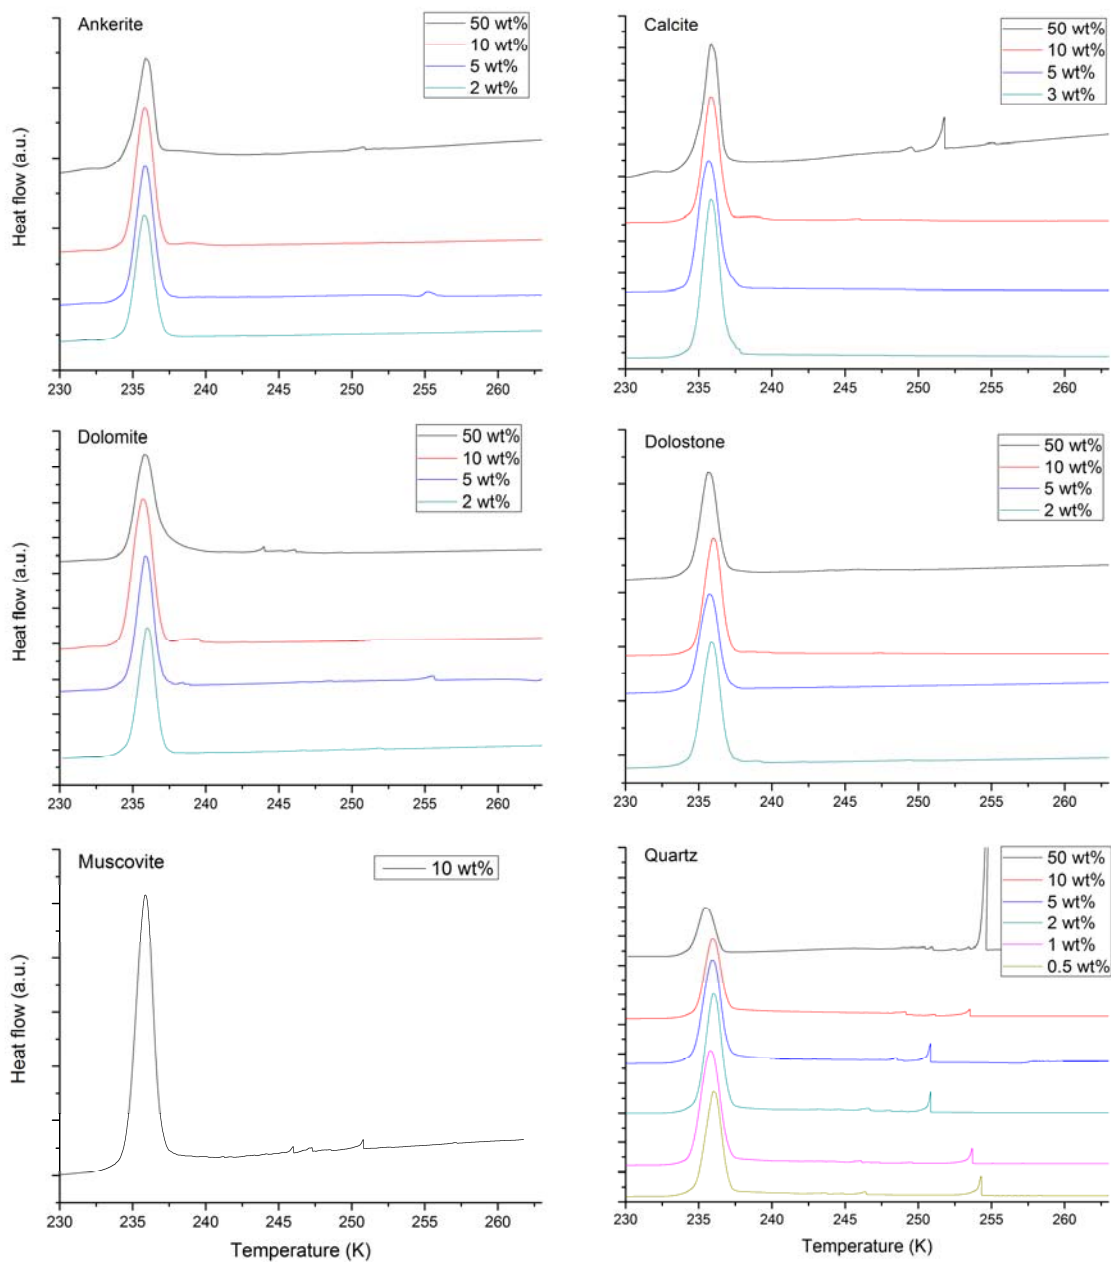 Ankerite
50 wt%
10 wt%
5 wt%
2 wt%
Heat flow (a.u.)
230 235 240 245 250 255 260
Calcite
50 wt%
10 wt%
5 wt%
3 wt%
230 235 240 245 250 255 260
Dolomite
50 wt%
10 wt%
5 wt%
2 wt%
Heat flow (a.u.)
230 235 240 245 250 255 260
Dolostone
50 wt%
10 wt%
5 wt%
2 wt%
230 235 240 245 250 255 260
Muscovite
10 wt%
Heat flow (a.u.)
230 235 240 245 250 255 260
Temperature (K)
Quartz
50 wt%
10 wt%
5 wt%
2 wt%
1 wt%
0.5 wt%
230 235 240 245 250 255 260
Temperature (K)